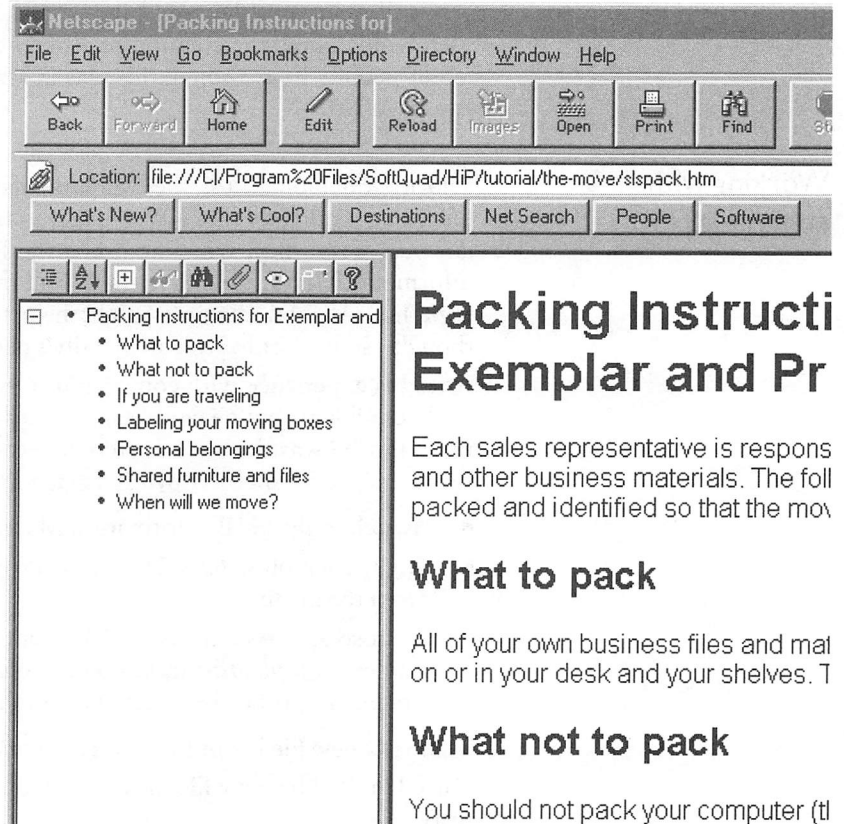 Netscape - [Packing Instructions for]
File Edit View Go Bookmarks Options Directory Window Help
Back Forward Home Edit Reload Images Open Print Find
Location: file:///C|/Program%20Files/SoftQuad/HiP/tutorial/the-move/slspack.htm
What's New? What's Cool? Destinations Net Search People Software
Packing Instructions for Exemplar and
• What to pack
• What not to pack
• If you are traveling
• Labeling your moving boxes
• Personal belongings
• Shared furniture and files
• When will we move?
Packing Instructi
Exemplar and Pr
Each sales representative is respons
and other business materials. The foll
packed and identified so that the mov
What to pack
All of your own business files and mat
on or in your desk and your shelves. T
What not to pack
You should not pack your computer (tl